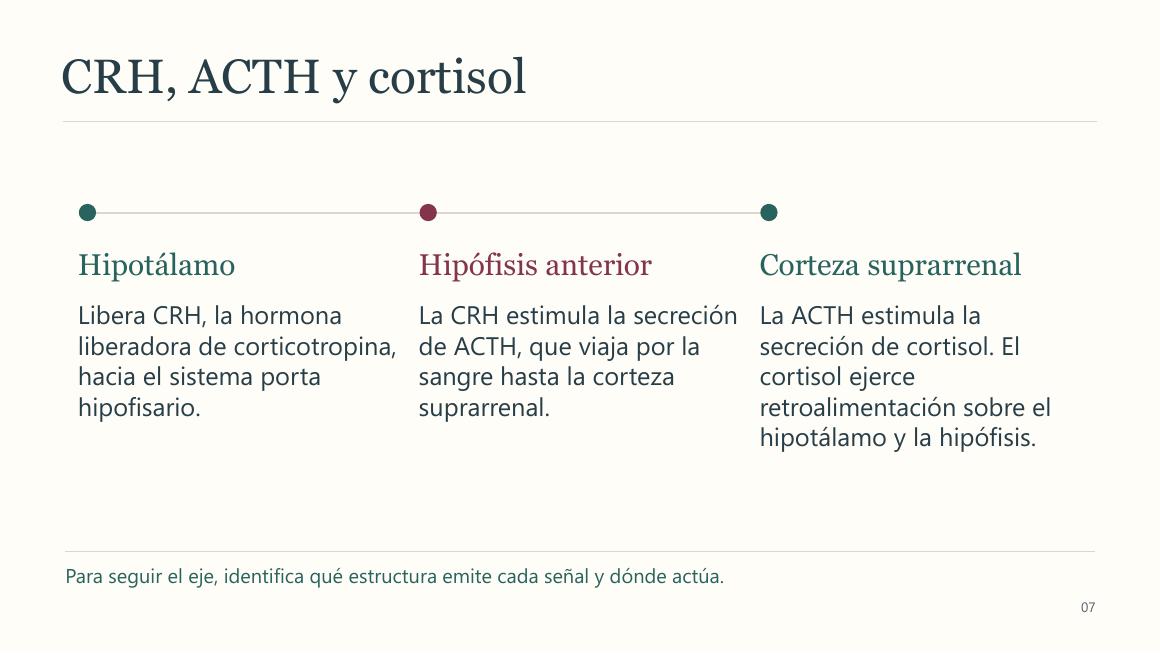 CRH, ACTH y cortisol
Hipotálamo
Libera CRH, la hormona
liberadora de corticotropina,
hacia el sistema porta
hipofisario.
Hipófisis anterior
La CRH estimula la secreción
de ACTH, que viaja por la
sangre hasta la corteza
suprarrenal.
Corteza suprarrenal
La ACTH estimula la
secreción de cortisol. El
cortisol ejerce
retroalimentación sobre el
hipotálamo y la hipófisis.
Para seguir el eje, identifica qué estructura emite cada señal y dónde actúa.
07